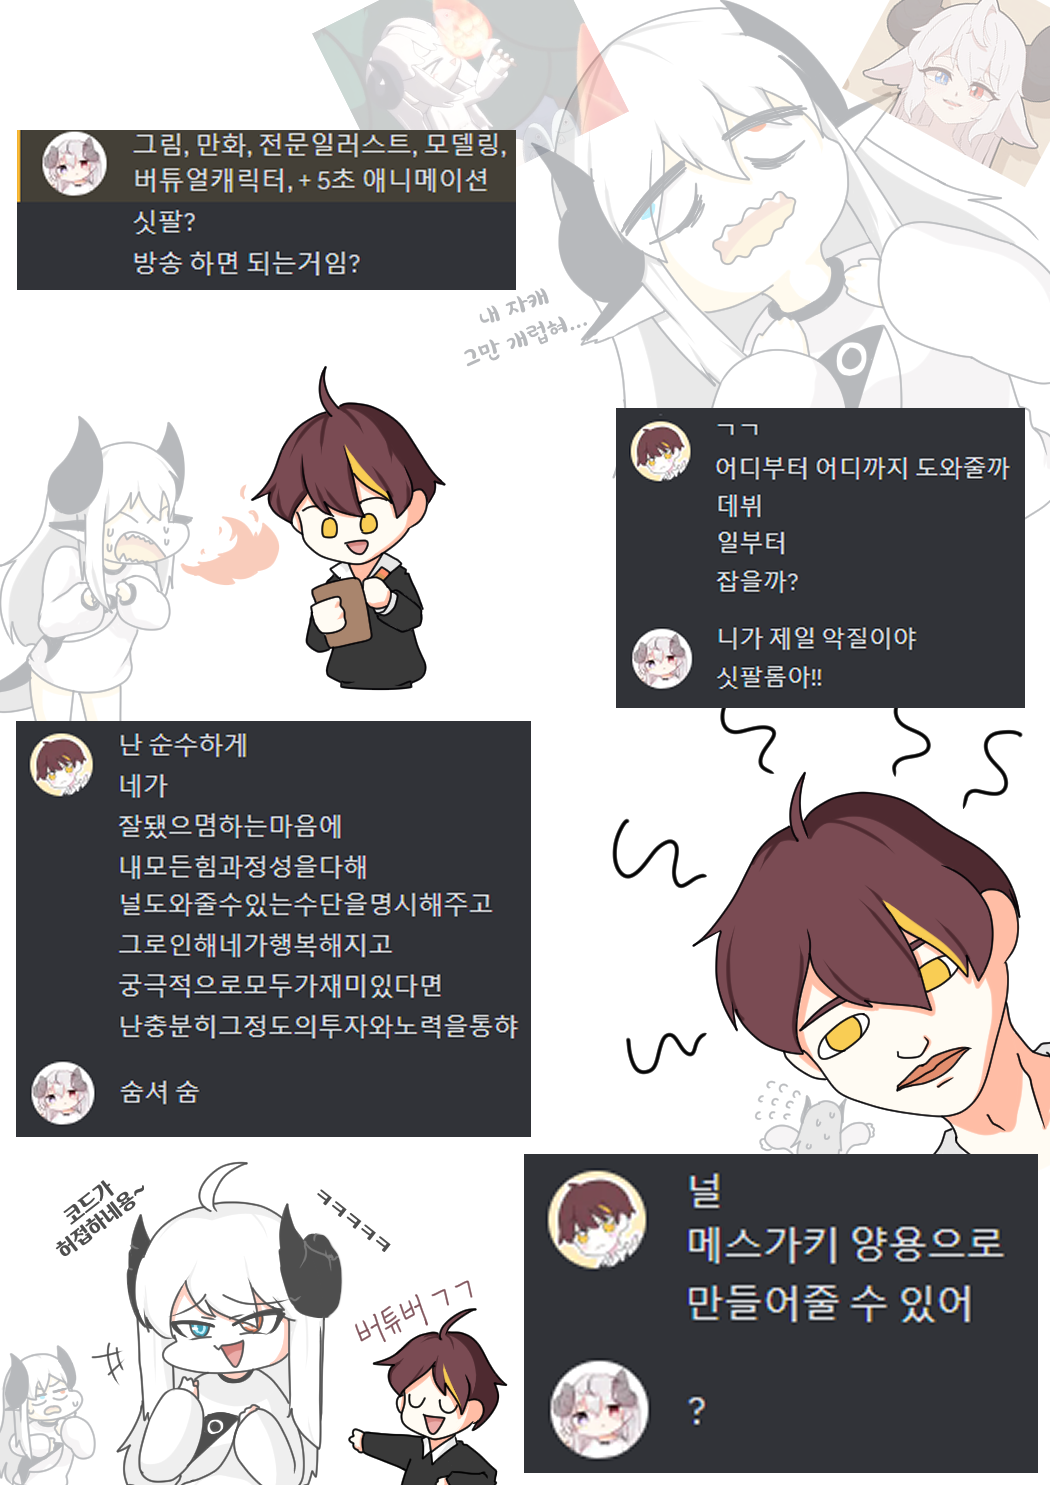 그림, 만화, 전문일러스트, 모델링,
버튜얼캐릭터, + 5초 애니메이션
싯팔?
방송 하면 되는거임?
내 자캐
그만 개럽혀...
ㄱㄱ
어디부터 어디까지 도와줄까
데뷔
일부터
잡을까?
니가 제일 악질이야
싯팔롬아!!
난 순수하게
네가
잘됐으몀하는마음에
내모든힘과정성을다해
널도와줄수있는수단을명시해주고
그로인해네가행복해지고
궁극적으로모두가재미있다면
난충분히그정도의투자와노력을통햐
숨셔 숨
코드가
허접하네용~
ㅋㅋㅋㅋㅋ
버튜버 ㄱㄱ
널
메스가키 양용으로
만들어줄 수 있어
?